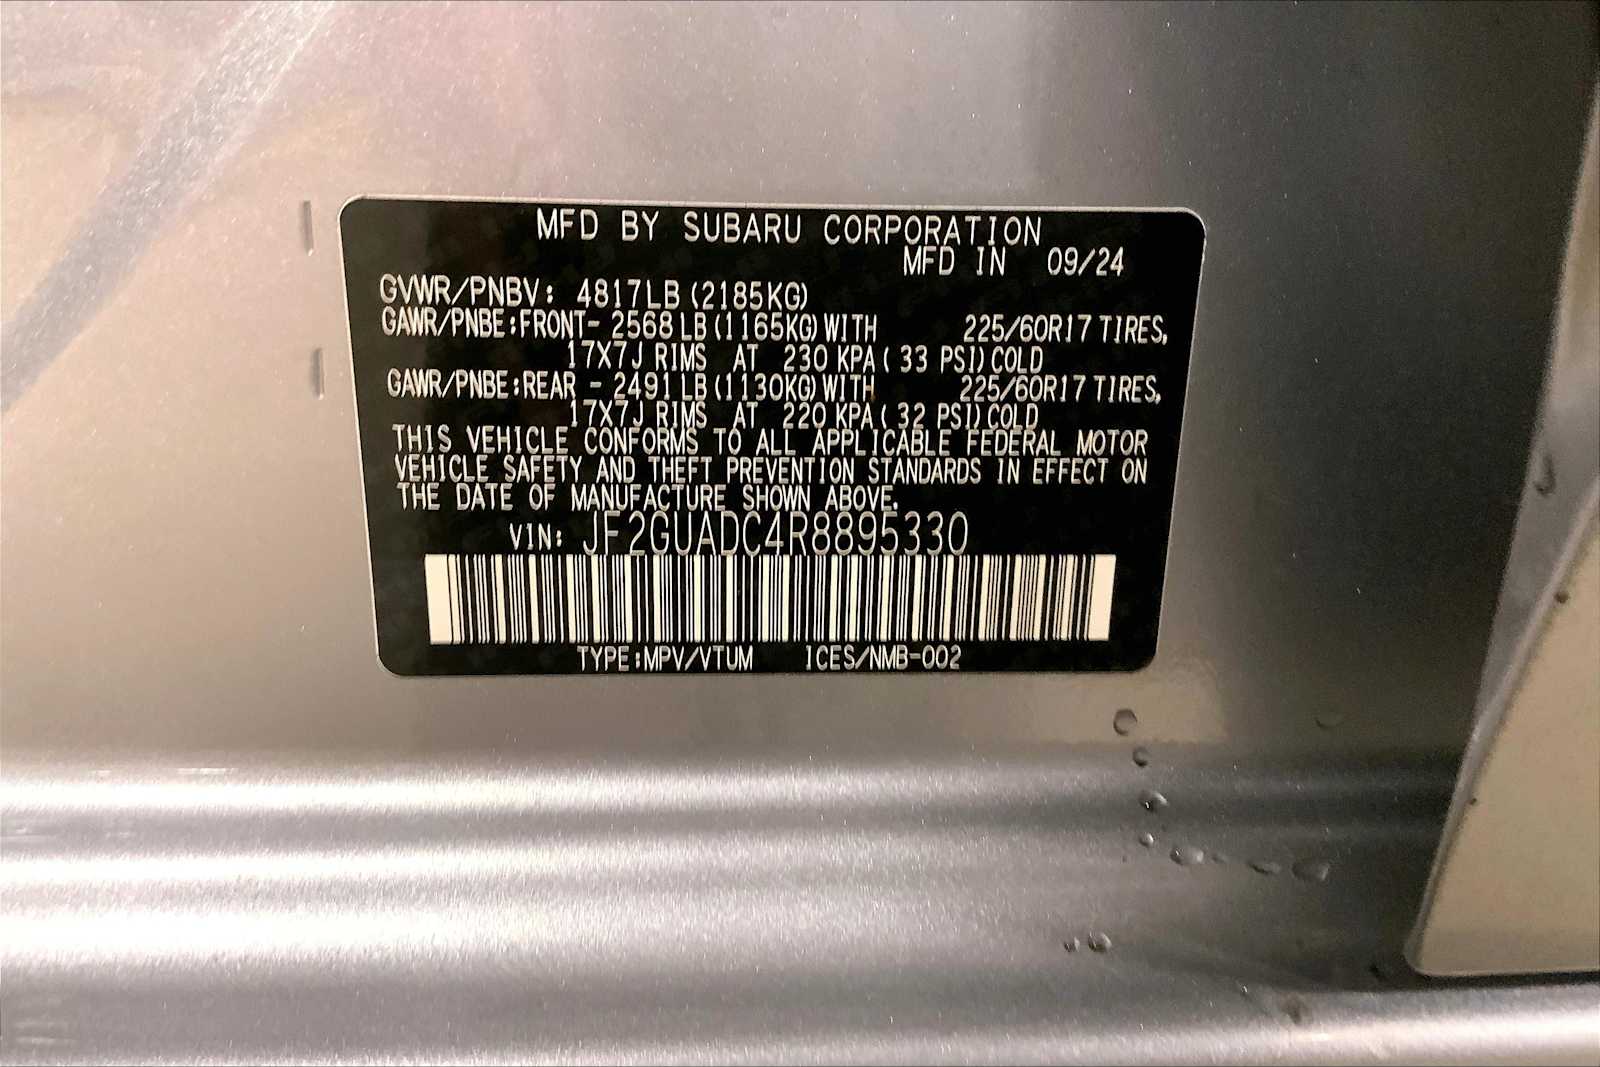 MFD BY SUBARU CORPORATION
MFD IN 09/24
GVWR/PNBV: 4817LB (2185KG)
GAWR/PNBE:FRONT- 2568 LB (1165KG) WITH 225/60R17 TIRES,
17X7J RIMS AT 230 KPA ( 33 PSI) COLD
GAWR/PNBE:REAR - 2491 LB (1130KG) WITH 225/60R17 TIRES,
17X7J RIMS AT 220 KPA ( 32 PSI) COLD
THIS VEHICLE CONFORMS TO ALL APPLICABLE FEDERAL MOTOR
VEHICLE SAFETY AND THEFT PREVENTION STANDARDS IN EFFECT ON
THE DATE OF MANUFACTURE SHOWN ABOVE.
VIN: JF2GUADC4R8895330
TYPE:MPV/VTUM ICES/NMB-002